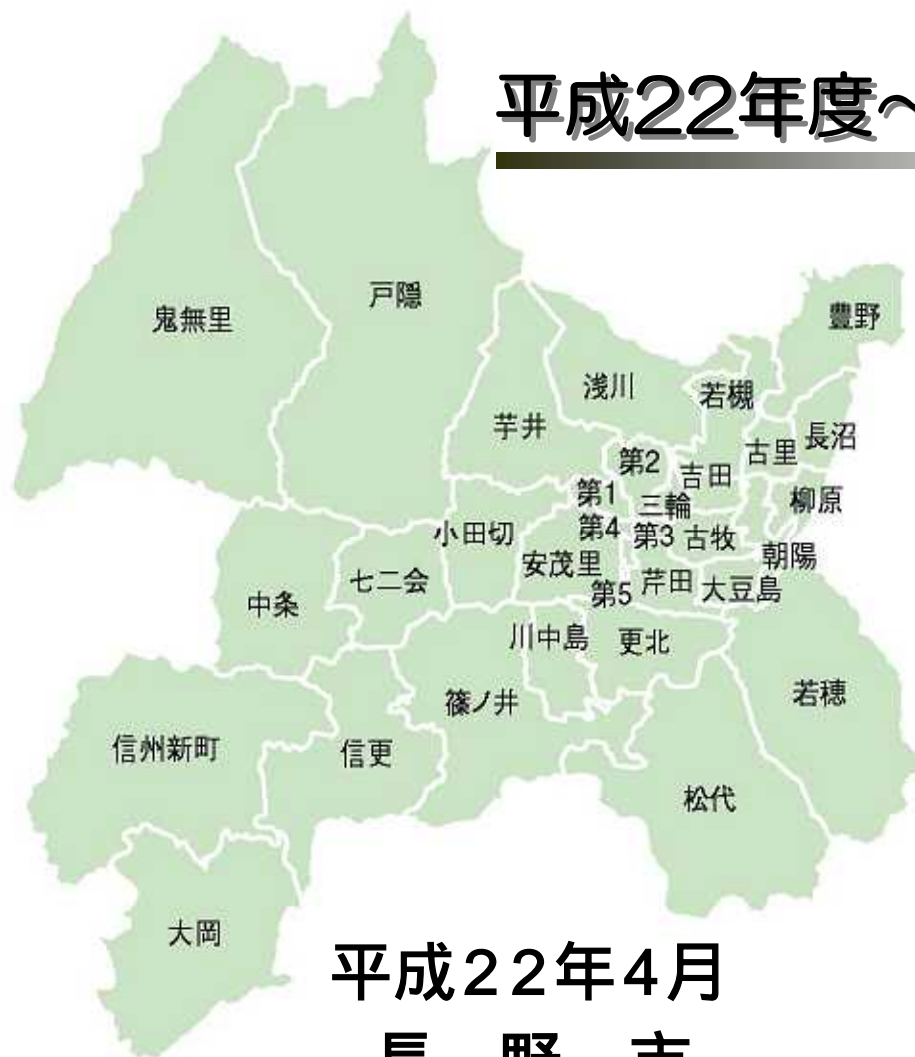 平成22年度~
戸隠
鬼無里
豊野
浅川
若槻
芋井
長沼
古里
第2
吉田
第1
柳原
三輪
第4
小田切
第3
古牧
朝陽
安茂里
七二会
芹田
大豆島
第5
中条
川中島
更北
若穂
篠ノ井
信州新町
信更
松代
大岡
平成22年4月
長 野 市